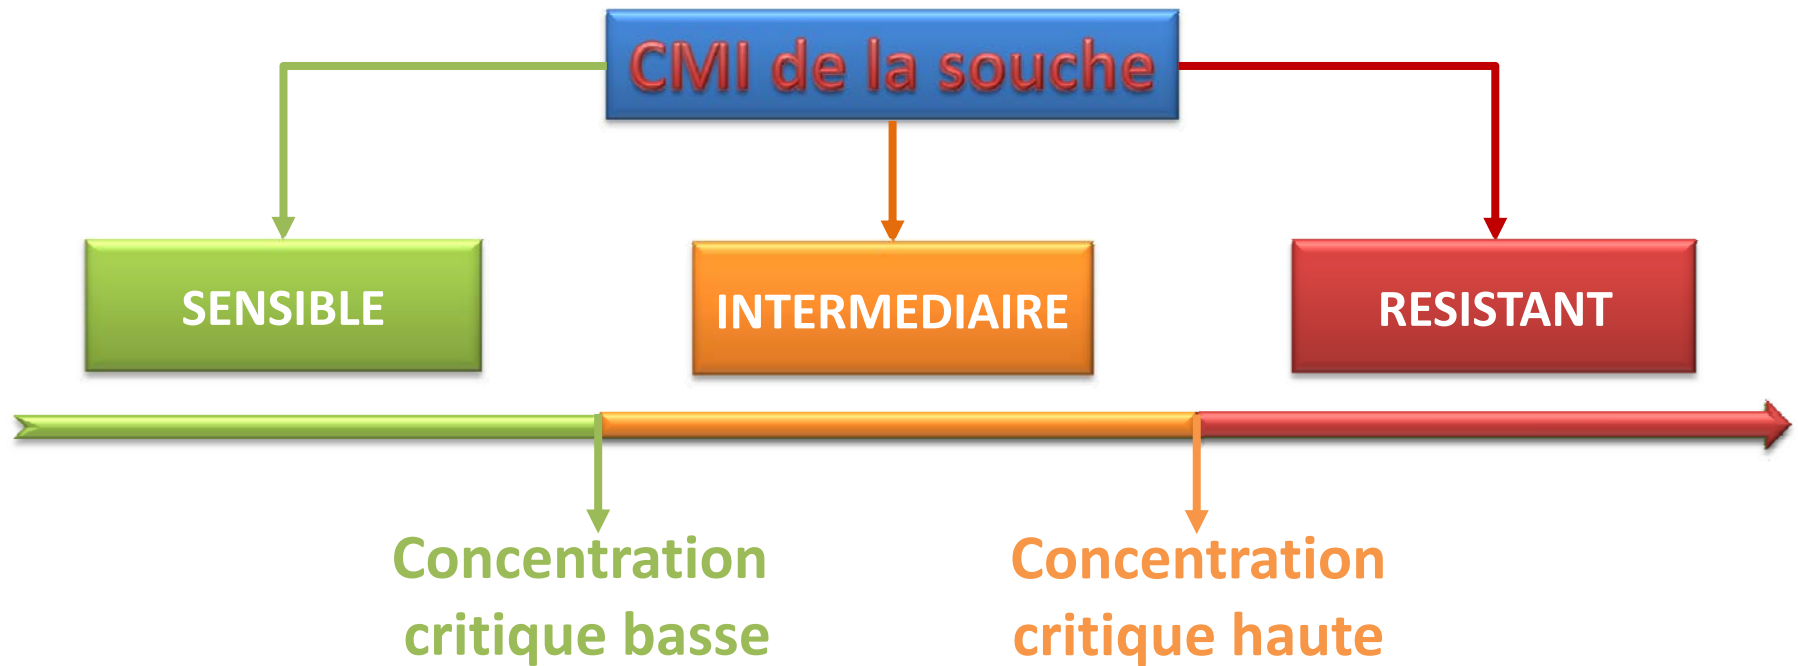 CMI de la souche
SENSIBLE
INTERMEDIAIRE
RESISTANT
Concentration
critique basse
Concentration
critique haute